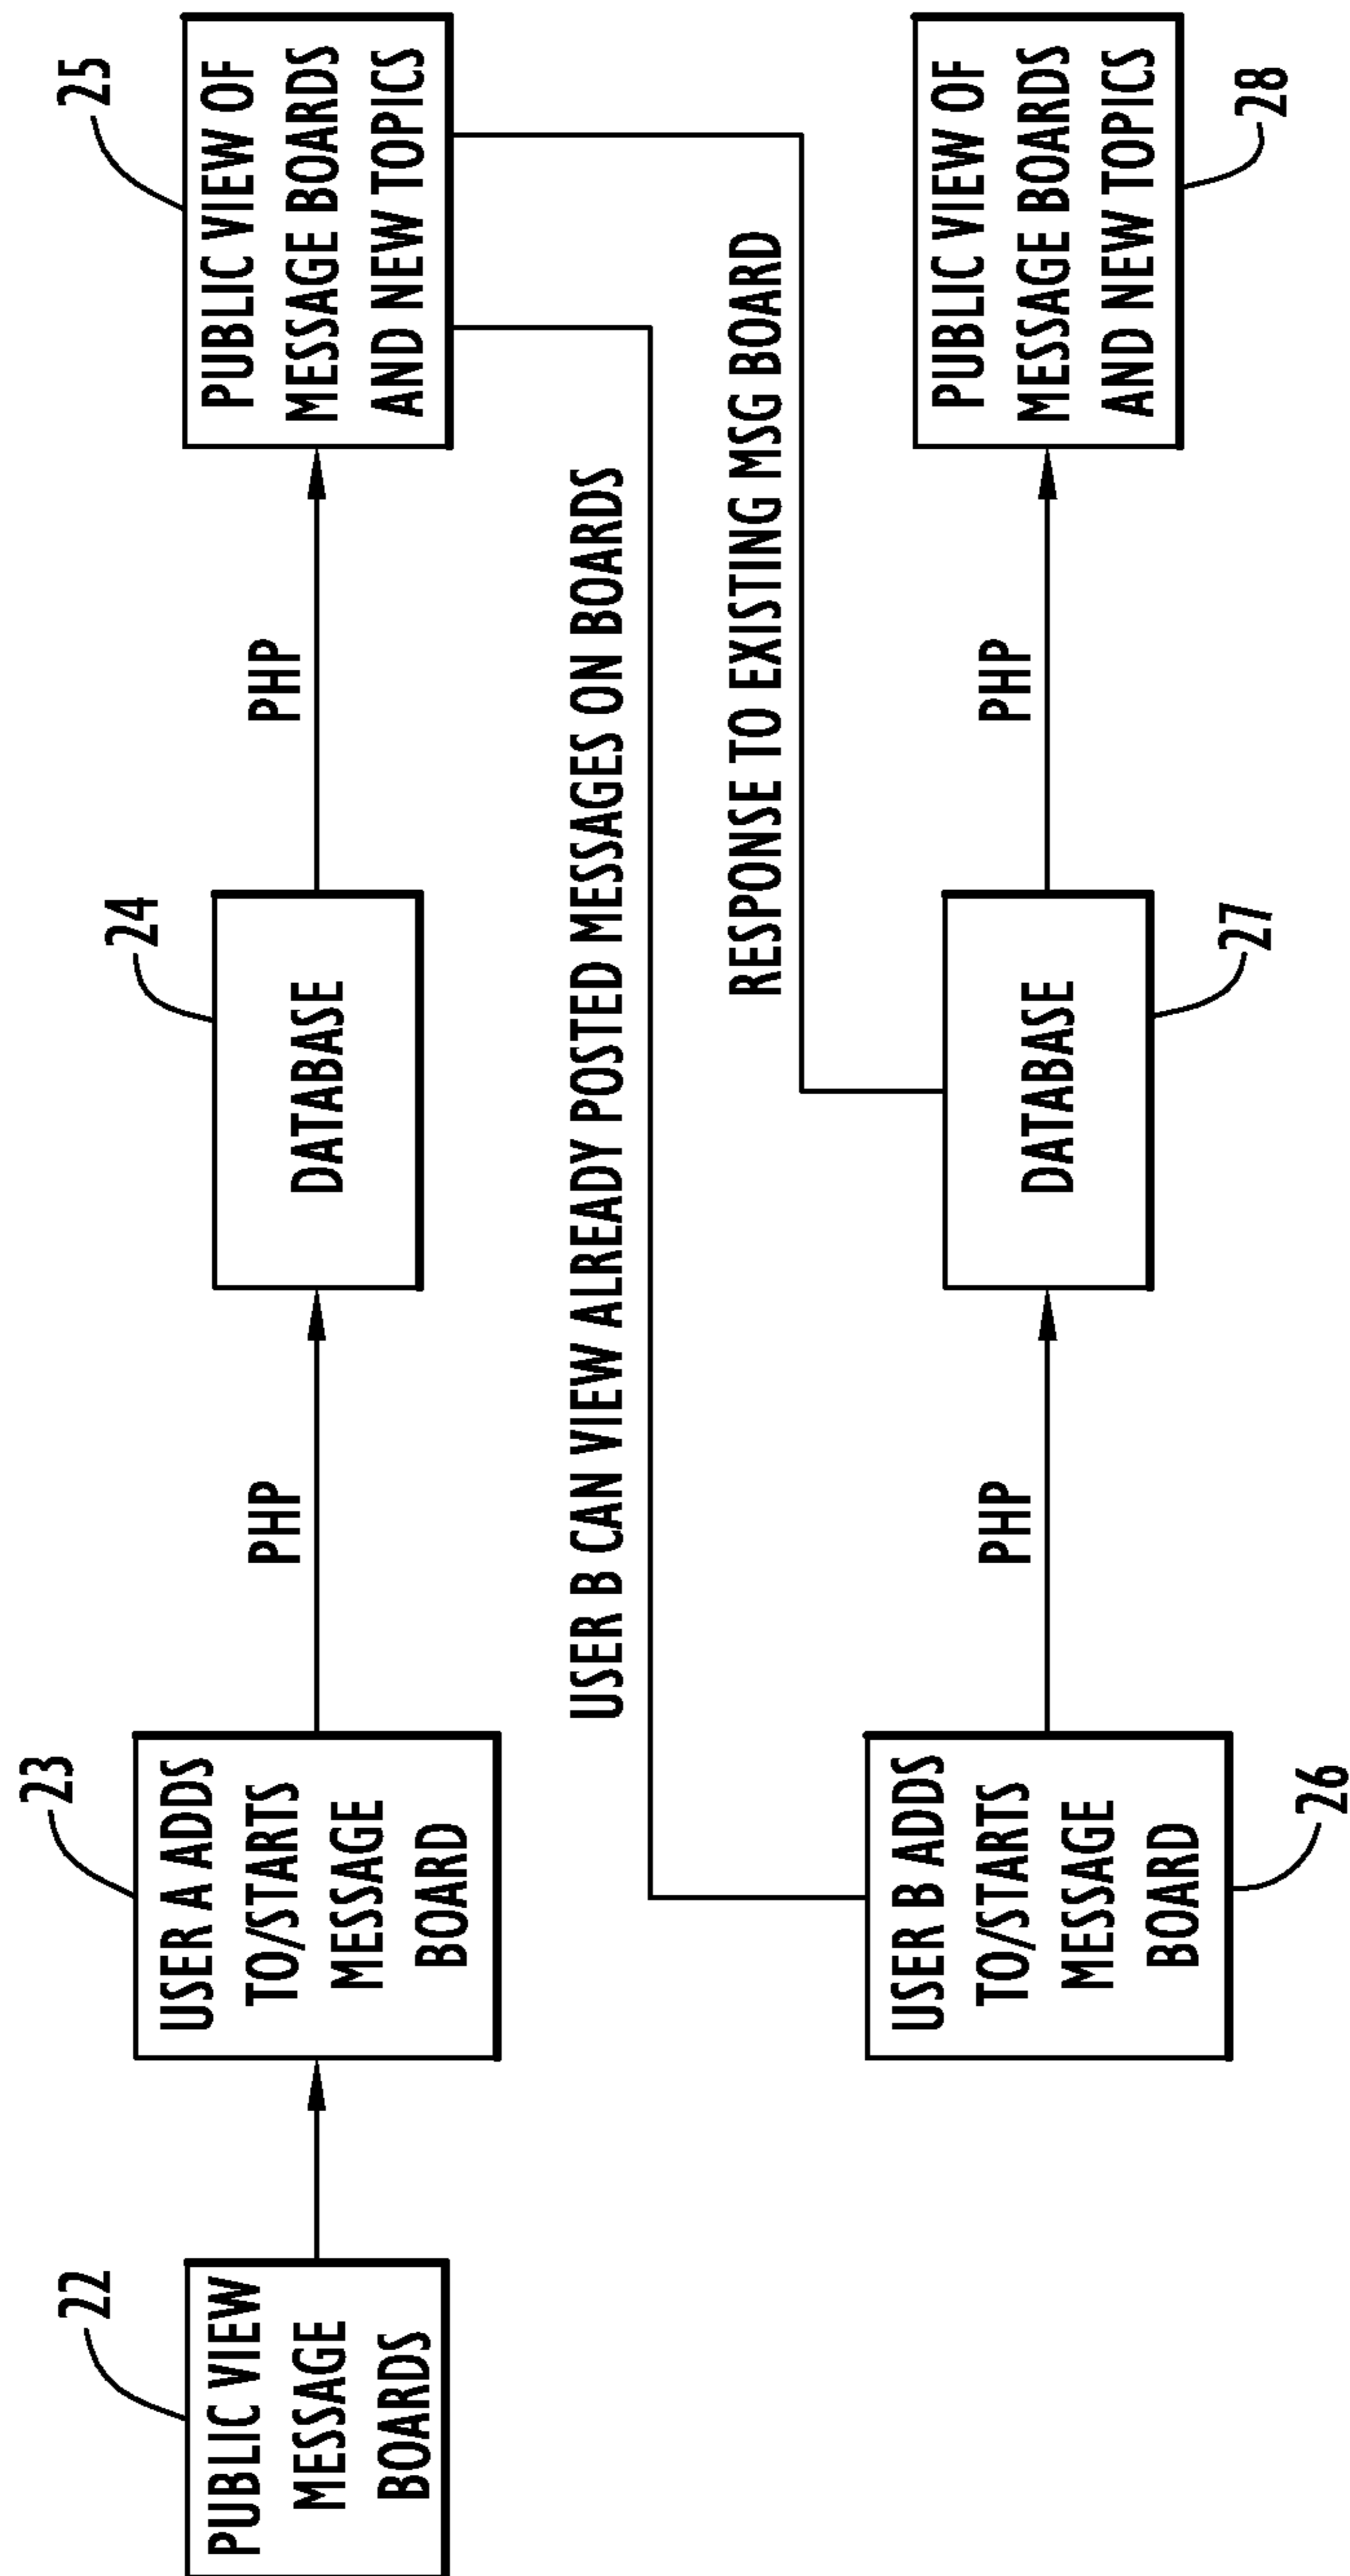 22
PUBLIC VIEW
MESSAGE
BOARDS
23
USER A ADDS
TO/STARTS
MESSAGE
BOARD
PHP
24
DATABASE
PHP
25
PUBLIC VIEW OF
MESSAGE BOARDS
AND NEW TOPICS
USER B CAN VIEW ALREADY POSTED MESSAGES ON BOARDS
RESPONSE TO EXISTING MSG BOARD
USER B ADDS
TO/STARTS
MESSAGE
BOARD
26
PHP
DATABASE
27
PHP
PUBLIC VIEW OF
MESSAGE BOARDS
AND NEW TOPICS
28